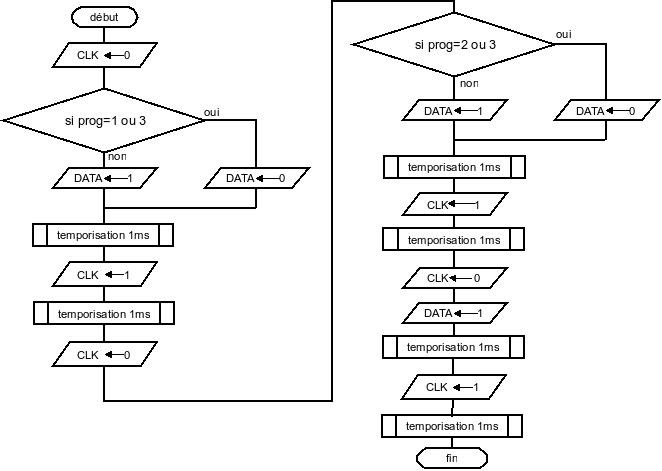 début
CLK 0
si prog=1 ou 3
oui
non
DATA 1
DATA 0
temporisation 1ms
CLK 1
temporisation 1ms
CLK 0
si prog=2 ou 3
oui
non
DATA 1
DATA 0
temporisation 1ms
CLK 1
temporisation 1ms
CLK 0
DATA 1
temporisation 1ms
CLK 1
temporisation 1ms
fin